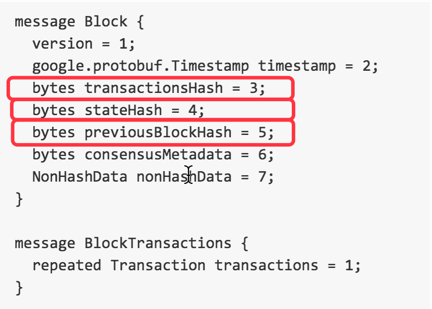 message Block {
version = 1;
google.protobuf.Timestamp timestamp = 2;
bytes transactionsHash = 3;
bytes stateHash = 4;
bytes previousBlockHash = 5;
bytes consensusMetadata = 6;
NonHashData nonHashData = 7;
}
message BlockTransactions {
repeated Transaction transactions = 1;
}